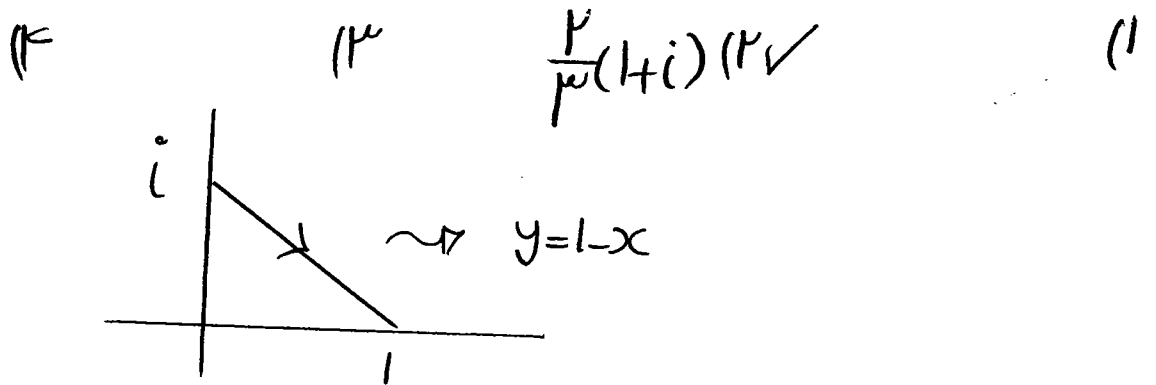 (۱ (۲ ۲/۳(1+i) ✓ (۳ (۴
i
y=1-x
1